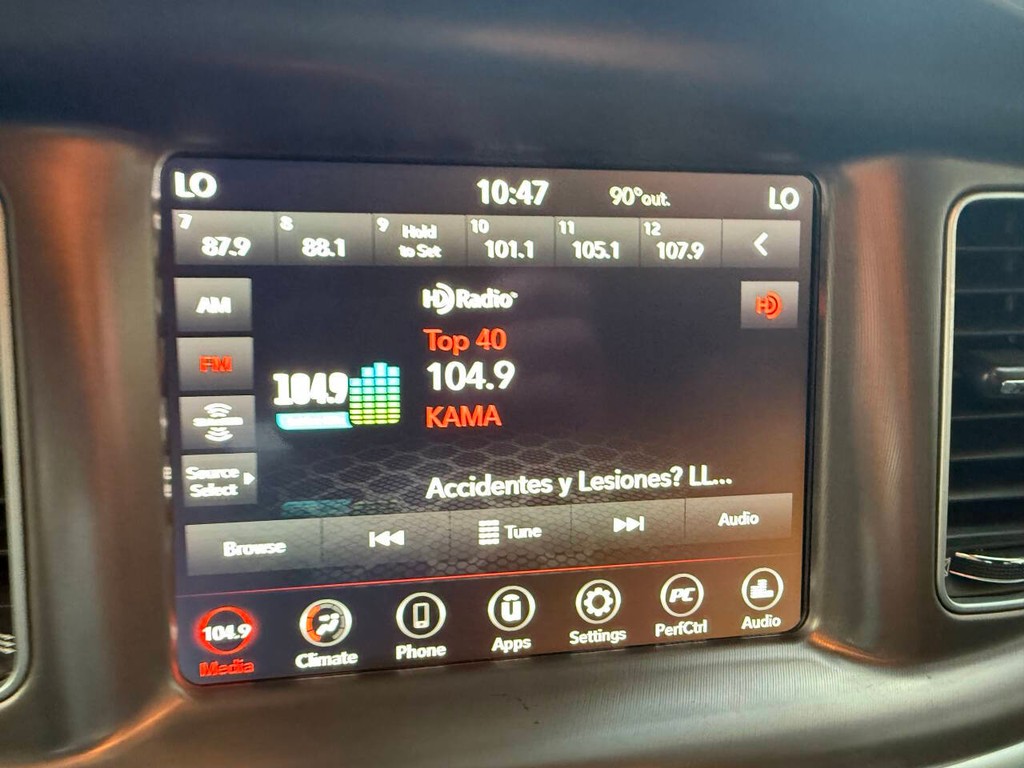 LO 10:47 90°out. LO
7 87.9 8 88.1 9 Hold to Set 10 101.1 11 105.1 12 107.9
AM
HD Radio
HD
FM
Top 40
104.9
104.9
KAMA
Source
Select
Accidentes y Lesiones? LL...
Browse Tune Audio
104.9 PC
Media Climate Phone Apps Settings PerfCtrl Audio